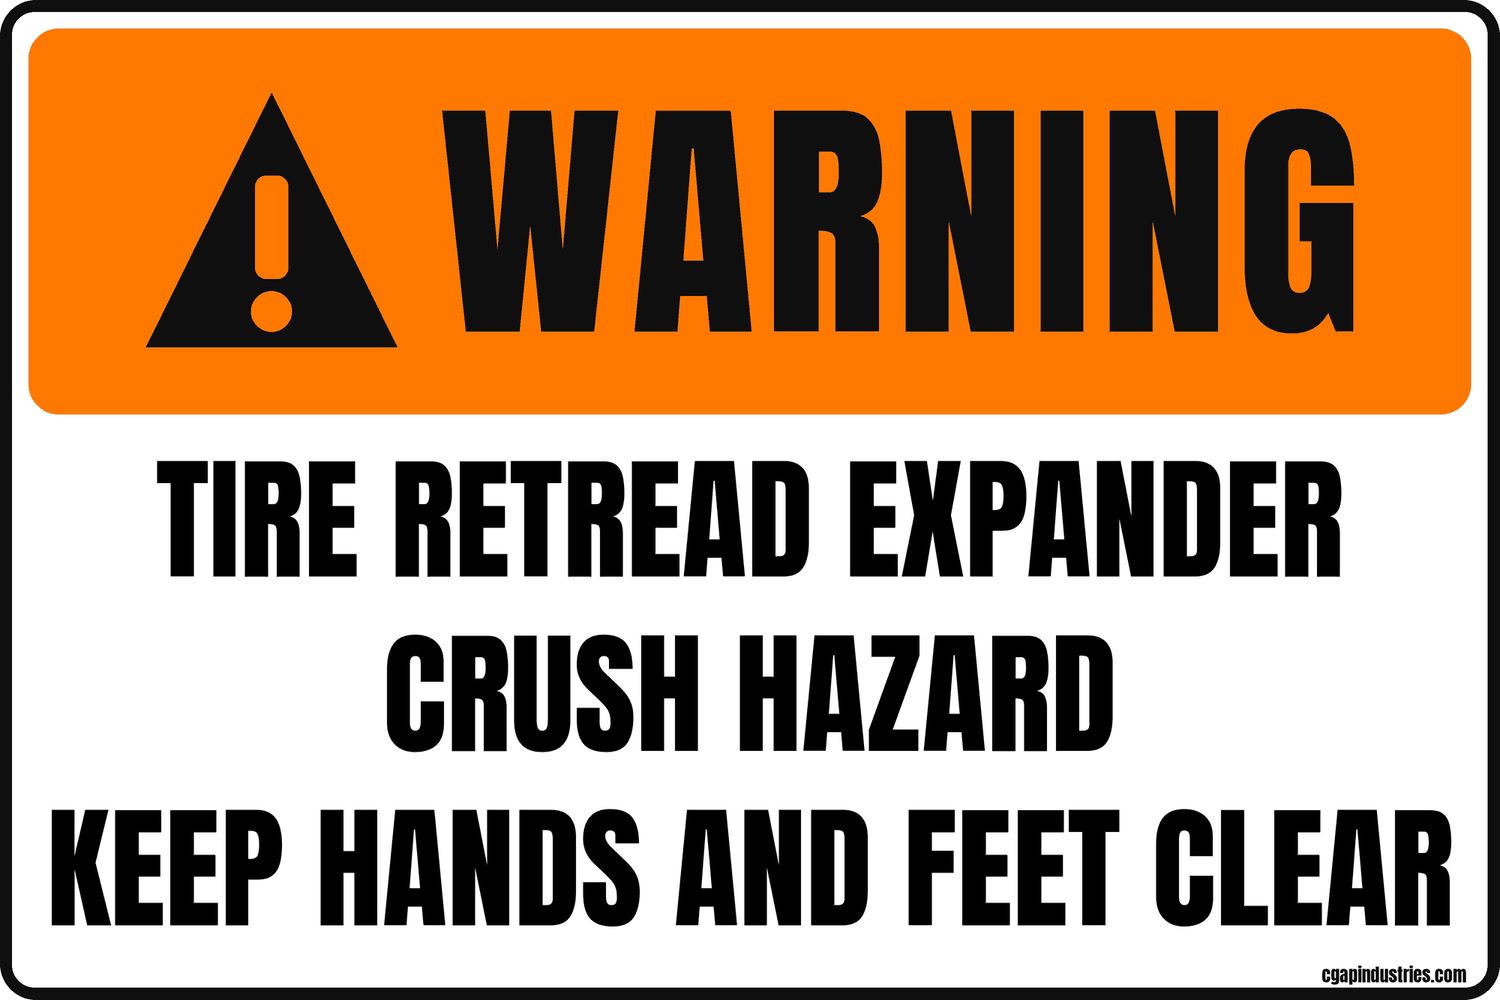 WARNING
TIRE RETREAD EXPANDER
CRUSH HAZARD
KEEP HANDS AND FEET CLEAR
cgapindustries.com